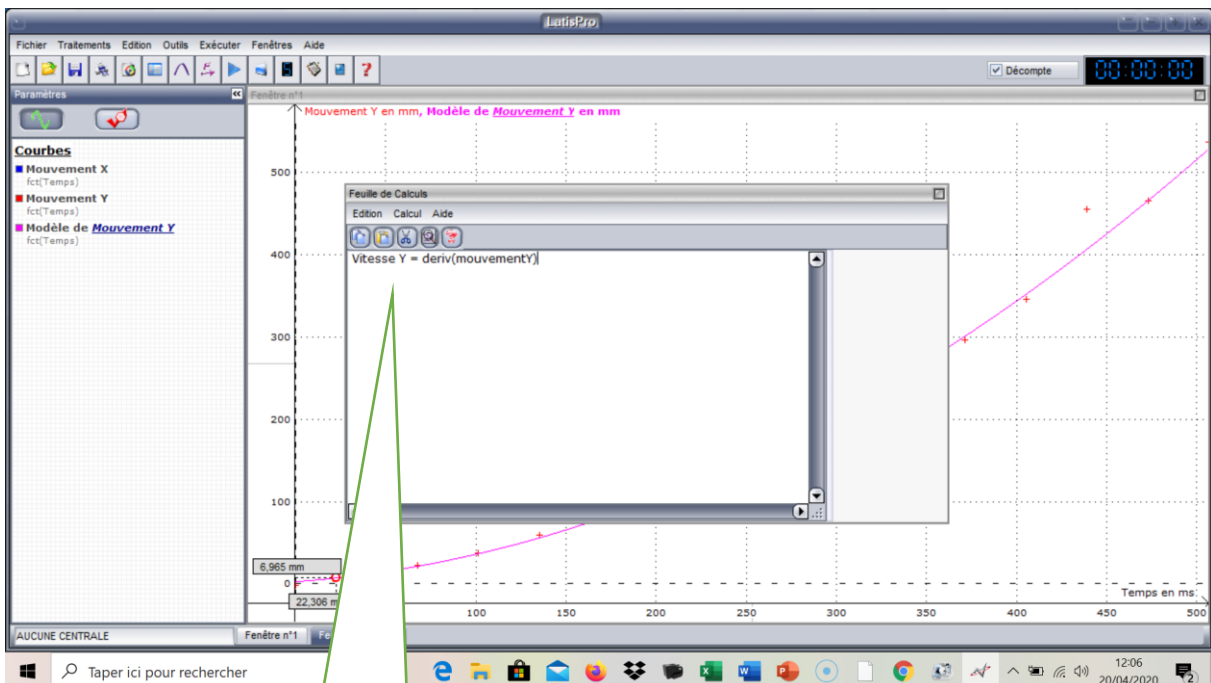 LatisPro
Fichier Traitements Edition Outils Exécuter Fenêtres Aide
Décompte 00:00:00
Paramètres
Fenêtre n°1
Mouvement Y en mm, Modèle de Mouvement Y en mm
Courbes
Mouvement X
fct(Temps)
Mouvement Y
fct(Temps)
Modèle de Mouvement Y
fct(Temps)
500
400
300
200
100
0
Feuille de Calculs
Edition Calcul Aide
Vitesse Y = deriv(mouvementY)
6,965 mm
22,306 m
Temps en ms
100 150 200 250 300 350 400 450 500
AUCUNE CENTRALE
Fenêtre n°1 Fe
Taper ici pour rechercher
12:06
20/04/2020
2